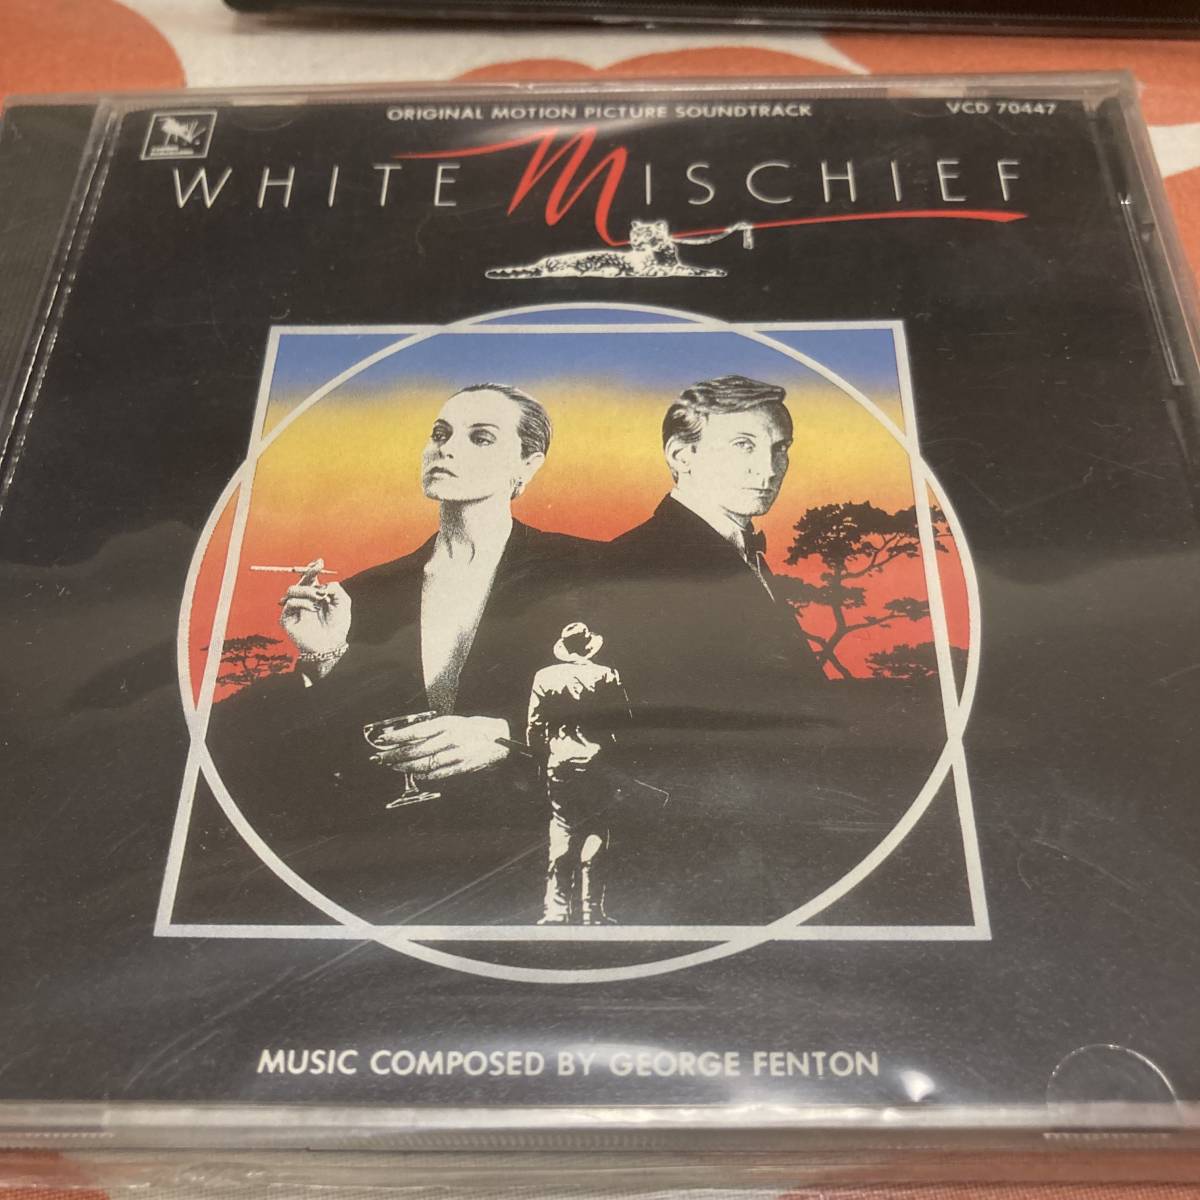 ORIGINAL MOTION PICTURE SOUNDTRACK
VCD 70447
WHITE MISCHIEF
MUSIC COMPOSED BY GEORGE FENTON